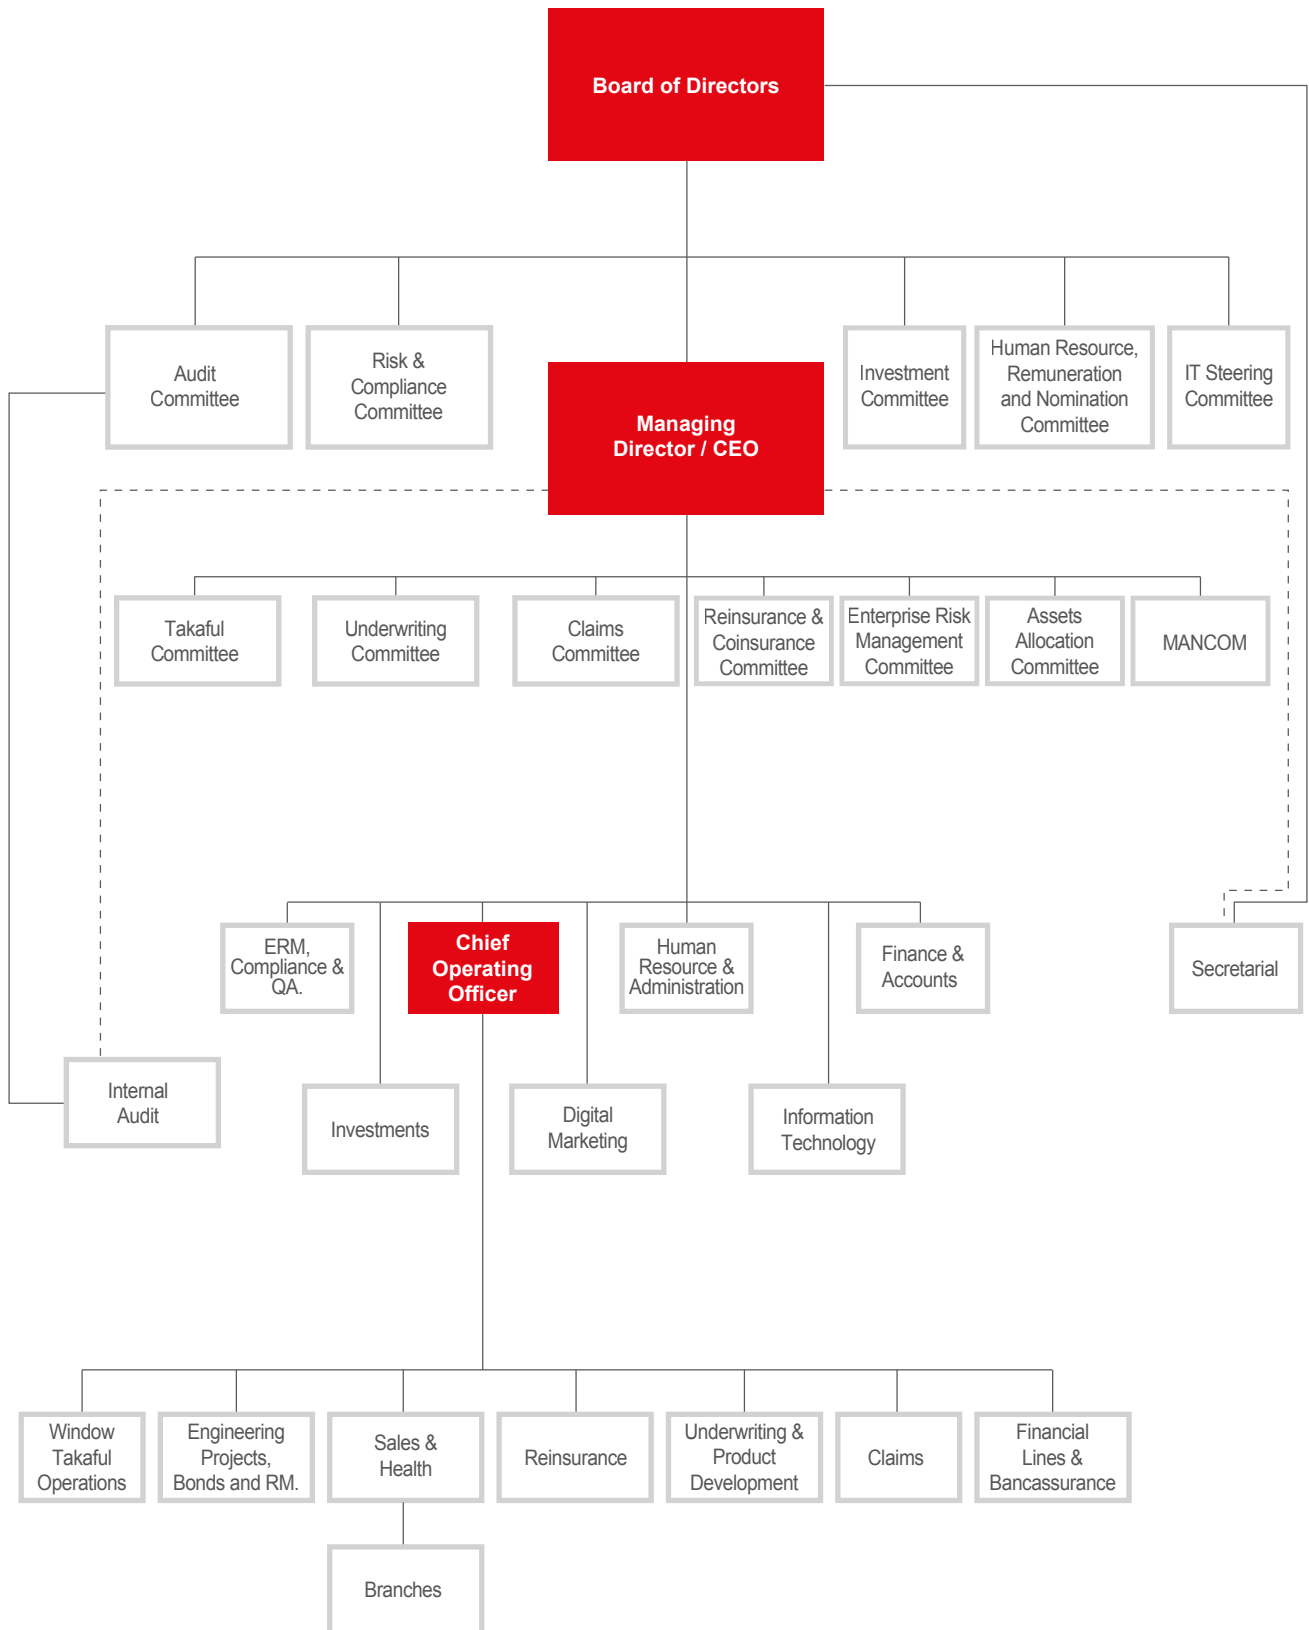 Board of Directors
Audit
Committee
Risk &
Compliance
Committee
Managing
Director / CEO
Investment
Committee
Human Resource,
Remuneration
and Nomination
Committee
IT Steering
Committee
Takaful
Committee
Underwriting
Committee
Claims
Committee
Reinsurance &
Coinsurance
Committee
Enterprise Risk
Management
Committee
Assets
Allocation
Committee
MANCOM
ERM,
Compliance &
QA.
Chief
Operating
Officer
Human
Resource &
Administration
Finance &
Accounts
Secretarial
Internal
Audit
Investments
Digital
Marketing
Information
Technology
Window
Takaful
Operations
Engineering
Projects,
Bonds and RM.
Sales &
Health
Reinsurance
Underwriting &
Product
Development
Claims
Financial
Lines &
Bancassurance
Branches